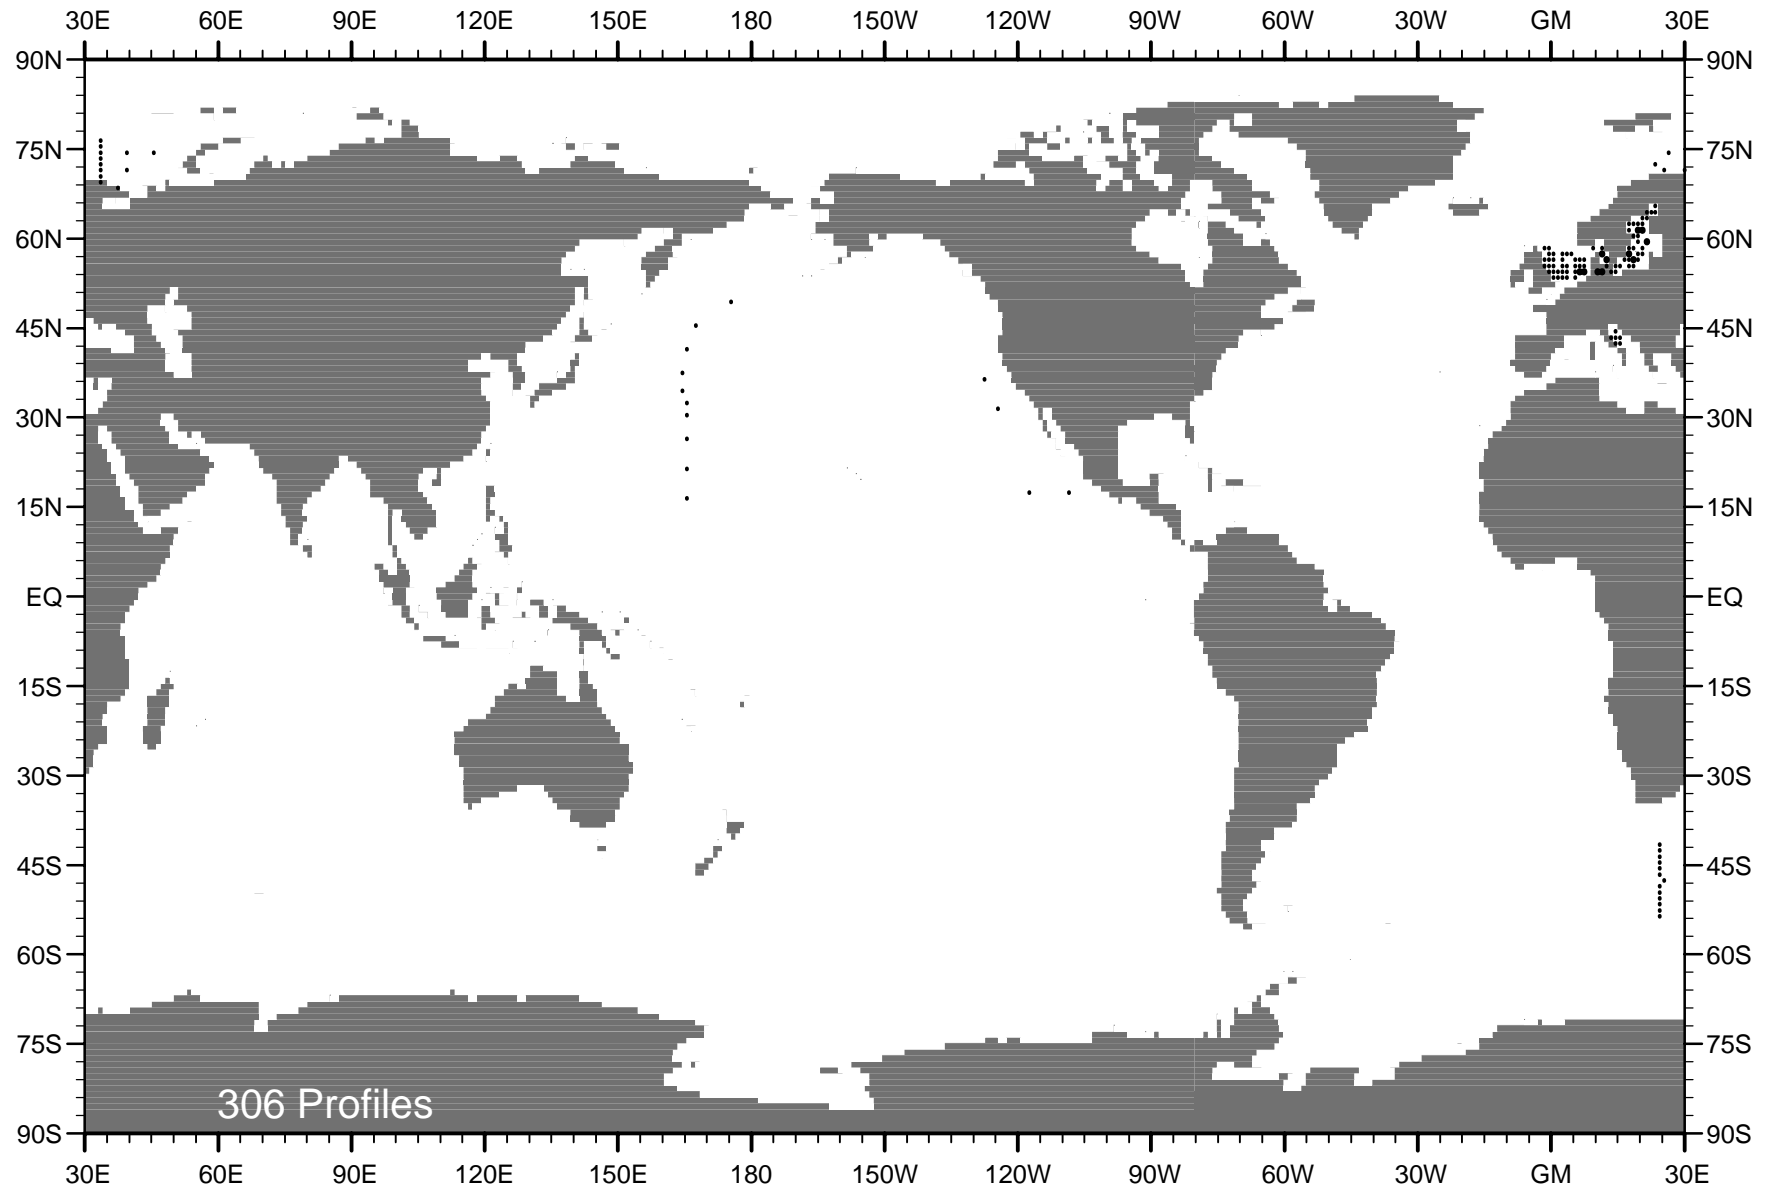 30E 60E 90E 120E 150E 180 150W 120W 90W 60W 30W GM 30E
90N 90N
75N 75N
60N 60N
45N 45N
30N 30N
15N 15N
EQ EQ
15S 15S
30S 30S
45S 45S
60S 60S
75S 75S
306 Profiles
90S 90S
30E 60E 90E 120E 150E 180 150W 120W 90W 60W 30W GM 30E